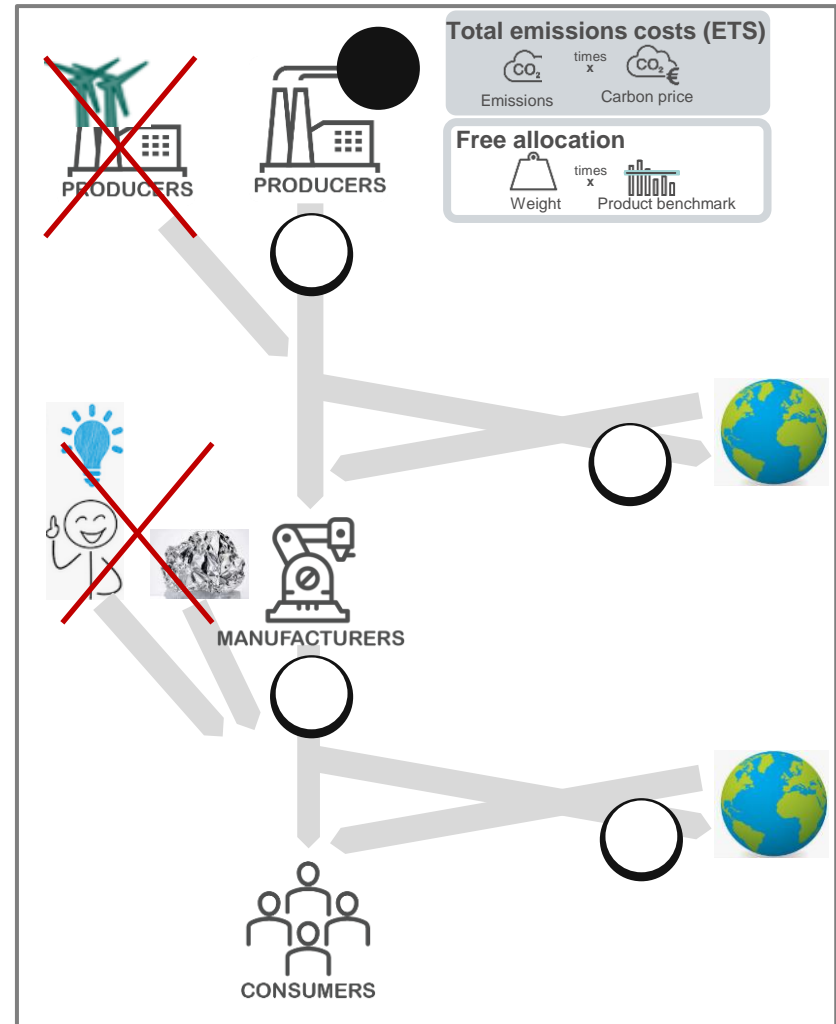 Total emissions costs (ETS)
CO₂ times x CO₂ €
Emissions Carbon price
Free allocation
times x
Weight Product benchmark
PRODUCERS
PRODUCERS
MANUFACTURERS
CONSUMERS